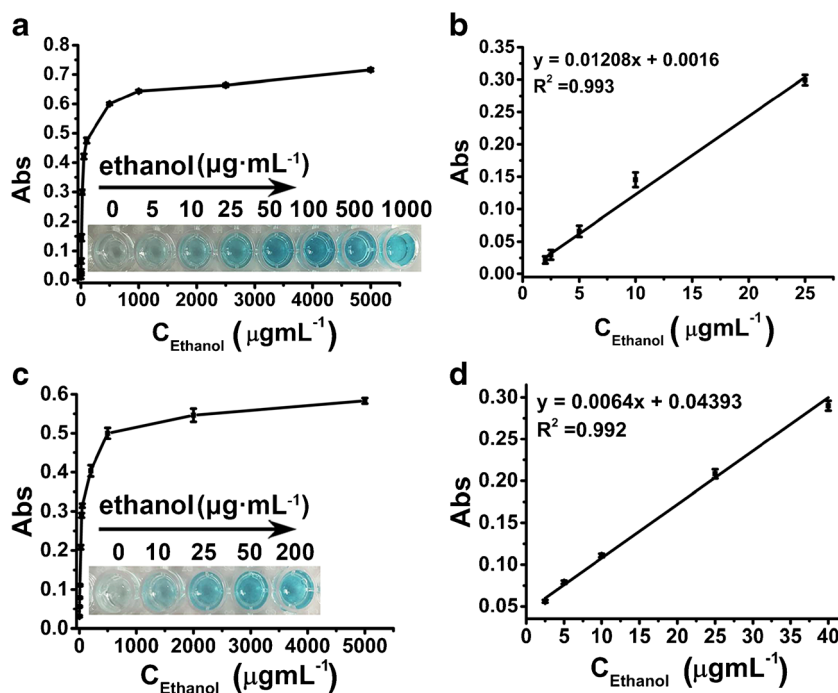 a
0.8
0.7
0.6
0.5
0.4
0.3
0.2
0.1
0.0
Abs
ethanol (µg·mL-1)
0 5 10 25 50 100 500 1000
0 1000 2000 3000 4000 5000
CEthanol (µgmL-1)
b
y = 0.01208x + 0.0016
R2 =0.993
0.35
0.30
0.25
0.20
0.15
0.10
0.05
0.00
Abs
0 5 10 15 20 25
CEthanol (µgmL-1)
c
0.6
0.5
0.4
0.3
0.2
0.1
0.0
Abs
ethanol (µg·mL-1)
0 10 25 50 200
0 1000 2000 3000 4000 5000
CEthanol (µgmL-1)
d
y = 0.0064x + 0.04393
R2 =0.992
0.30
0.25
0.20
0.15
0.10
0.05
Abs
0 5 10 15 20 25 30 35 40
CEthanol (µgmL-1)